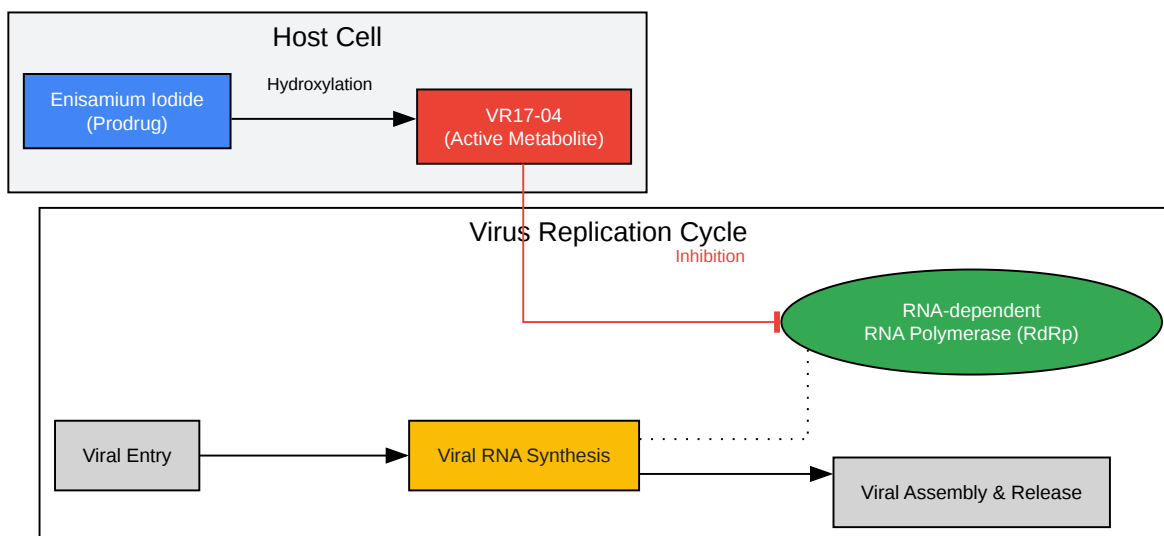 Host Cell
Enisamium Iodide
(Prodrug)
Hydroxylation
VR17-04
(Active Metabolite)
Virus Replication Cycle
Inhibition
RNA-dependent
RNA Polymerase (RdRp)
Viral Entry
Viral RNA Synthesis
Viral Assembly & Release